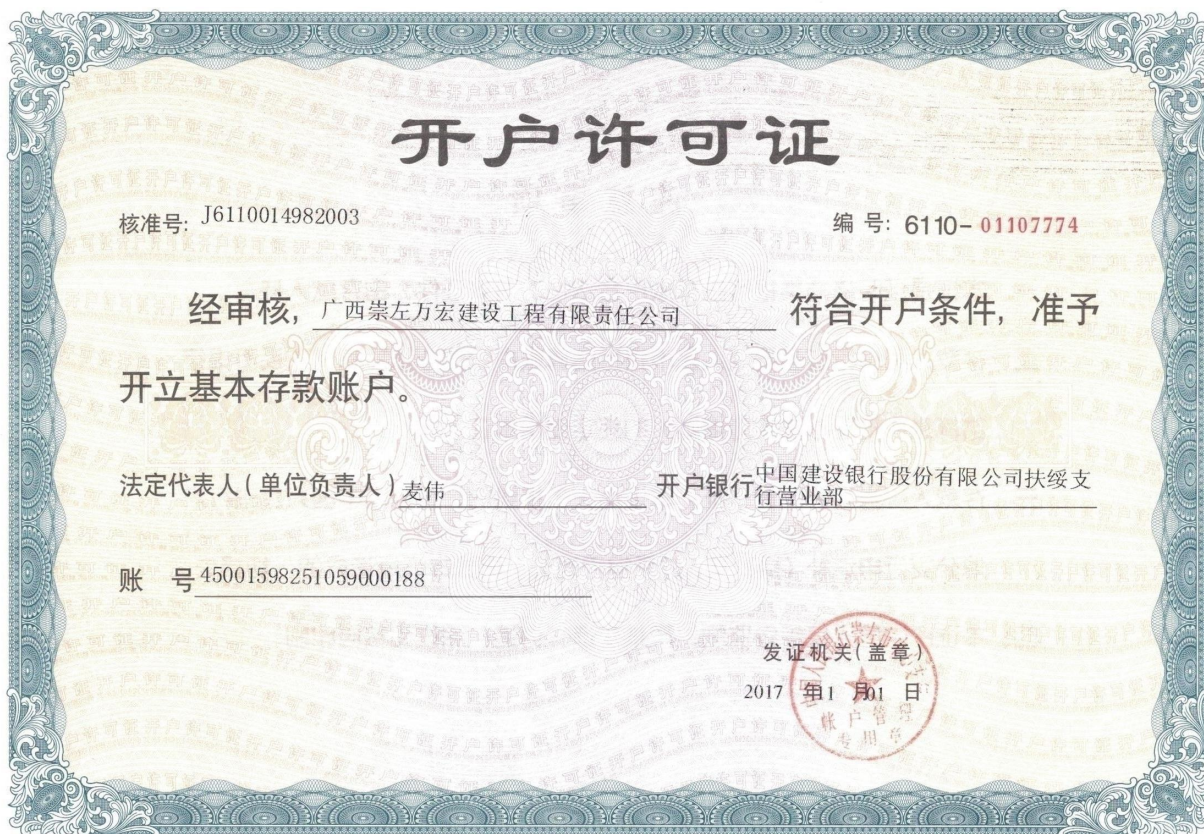 开户许可证
核准号: J6110014982003
编 号: 6110- 01107774
经审核, 广西崇左万宏建设工程有限责任公司 符合开户条件, 准予
开立基本存款账户。
法定代表人(单位负责人) 麦伟
开户银行 中国建设银行股份有限公司扶绥支
行营业部
账 号 45001598251059000188
发证机关(盖章)
2017 年11 月01 日
账户管理
专用章